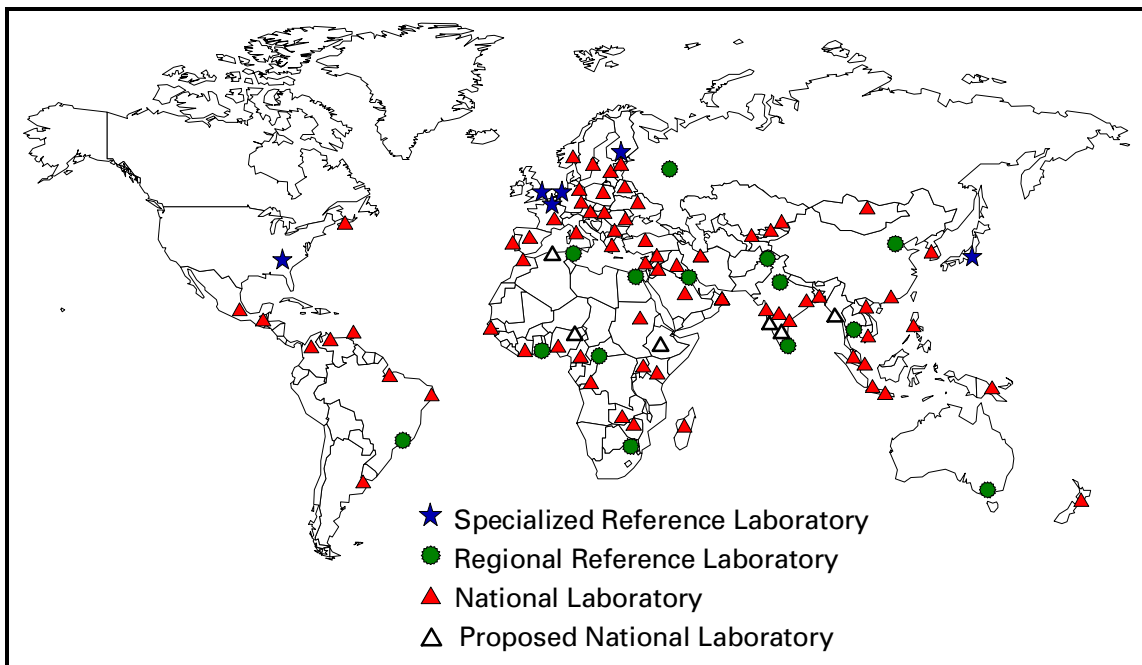 Specialized Reference Laboratory
Regional Reference Laboratory
National Laboratory
Proposed National Laboratory